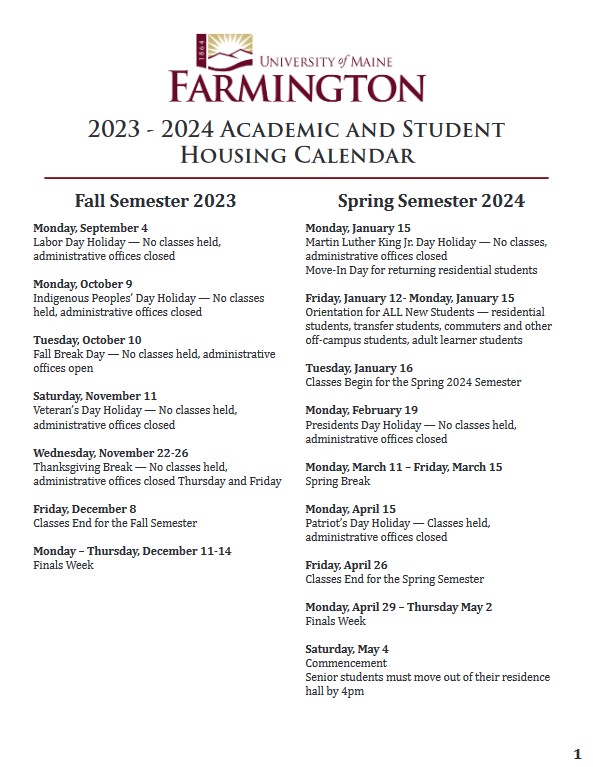 1864
UNIVERSITY of MAINE
FARMINGTON
2023 - 2024 ACADEMIC AND STUDENT
HOUSING CALENDAR
Fall Semester 2023
Monday, September 4
Labor Day Holiday — No classes held,
administrative offices closed
Monday, October 9
Indigenous Peoples' Day Holiday — No classes
held, administrative offices closed
Tuesday, October 10
Fall Break Day — No classes held, administrative
offices open
Saturday, November 11
Veteran's Day Holiday — No classes held,
administrative offices closed
Wednesday, November 22-26
Thanksgiving Break — No classes held,
administrative offices closed Thursday and Friday
Friday, December 8
Classes End for the Fall Semester
Monday – Thursday, December 11-14
Finals Week
Spring Semester 2024
Monday, January 15
Martin Luther King Jr. Day Holiday — No classes,
administrative offices closed
Move-In Day for returning residential students
Friday, January 12- Monday, January 15
Orientation for ALL New Students — residential
students, transfer students, commuters and other
off-campus students, adult learner students
Tuesday, January 16
Classes Begin for the Spring 2024 Semester
Monday, February 19
Presidents Day Holiday — No classes held,
administrative offices closed
Monday, March 11 – Friday, March 15
Spring Break
Monday, April 15
Patriot's Day Holiday — Classes held,
administrative offices closed
Friday, April 26
Classes End for the Spring Semester
Monday, April 29 – Thursday May 2
Finals Week
Saturday, May 4
Commencement
Senior students must move out of their residence
hall by 4pm
1